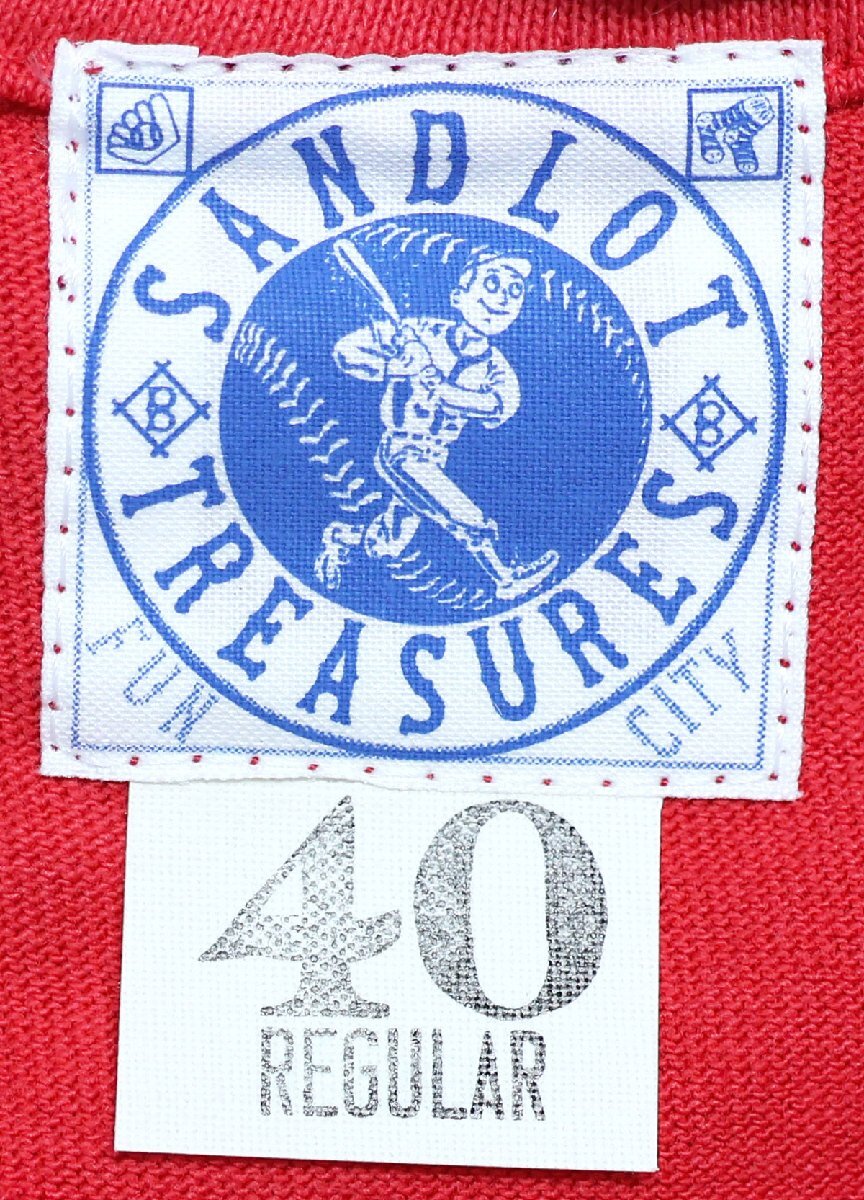 SANDLOT
B B
TREASURES
FUN CITY
40
REGULAR